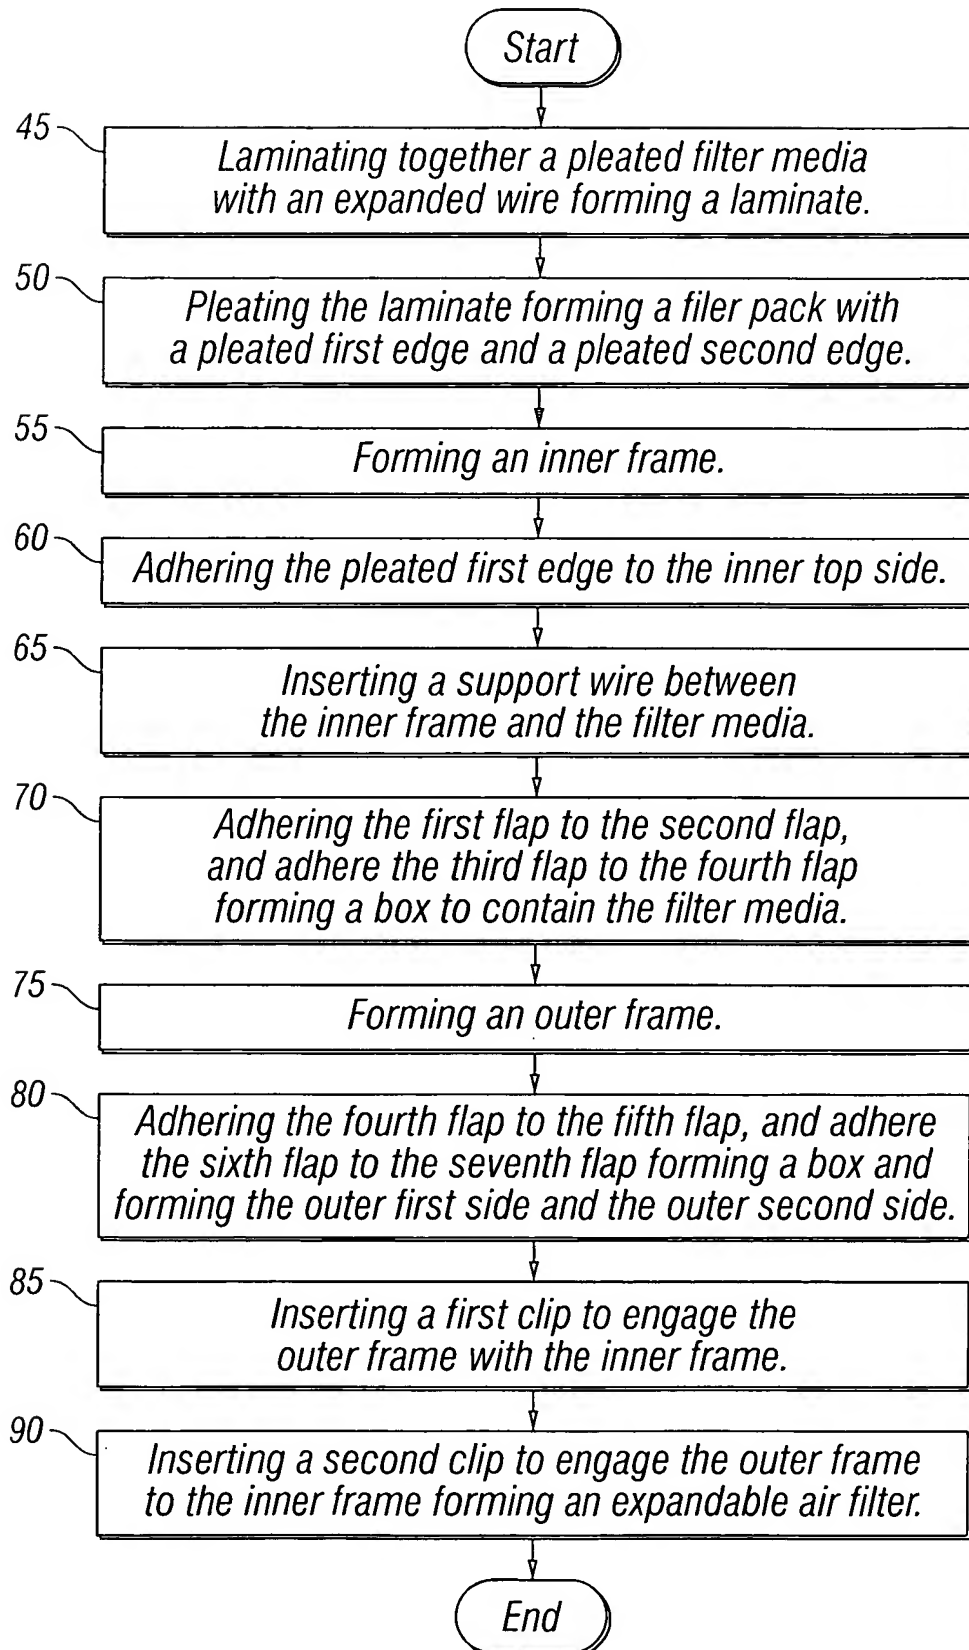 Start
45
Laminating together a pleated filter media
with an expanded wire forming a laminate.
50
Pleating the laminate forming a filer pack with
a pleated first edge and a pleated second edge.
55
Forming an inner frame.
60
Adhering the pleated first edge to the inner top side.
65
Inserting a support wire between
the inner frame and the filter media.
70
Adhering the first flap to the second flap,
and adhere the third flap to the fourth flap
forming a box to contain the filter media.
75
Forming an outer frame.
80
Adhering the fourth flap to the fifth flap, and adhere
the sixth flap to the seventh flap forming a box and
forming the outer first side and the outer second side.
85
Inserting a first clip to engage the
outer frame with the inner frame.
90
Inserting a second clip to engage the outer frame
to the inner frame forming an expandable air filter.
End